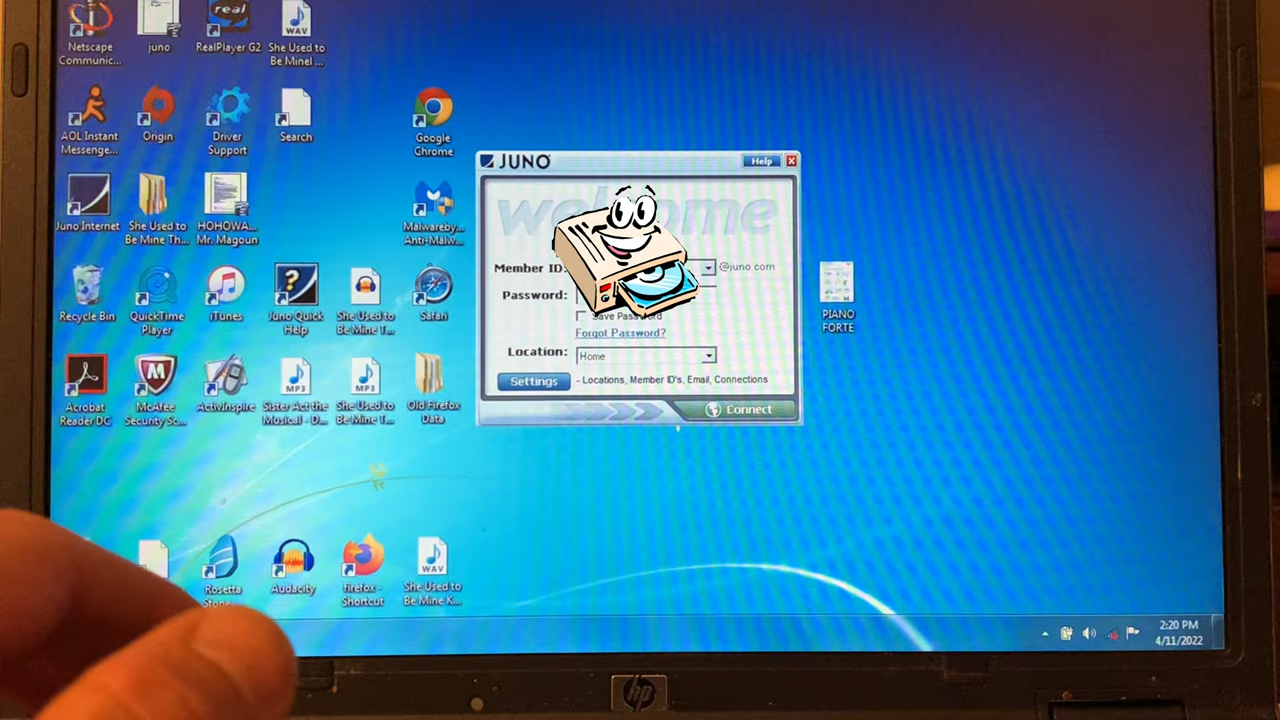 Netscape
Communic...
juno
real
RealPlayer G2
WAV
She Used to
Be Mine! ...
AOL Instant
Messenge...
Origin
Driver
Support
Search
Google
Chrome
Juno Internet
She Used to
Be Mine Th...
HOHOWA...
Mr. Magoun
Malwareby...
Anti-Malw...
Recycle Bin
QuickTime
Player
iTunes
?
Juno Quick
Help
She Used to
Be Mine T...
Safari
PIANO
FORTE
Acrobat
Reader DC
McAfee
Security Sc...
ActivInspire
MP3
Sister Act the
Musical - D...
MP3
She Used to
Be Mine T...
Old Firefox
Data
Rosetta
Stone
Audacity
firefox -
Shortcut
WAV
She Used to
Be Mine K...
JUNO
Help
welcome
Member ID:
@juno.com
Password:
Save Password
Forgot Password?
Location:
Home
Settings
- Locations, Member ID's, Email, Connections
Connect
2:20 PM
4/11/2022
hp